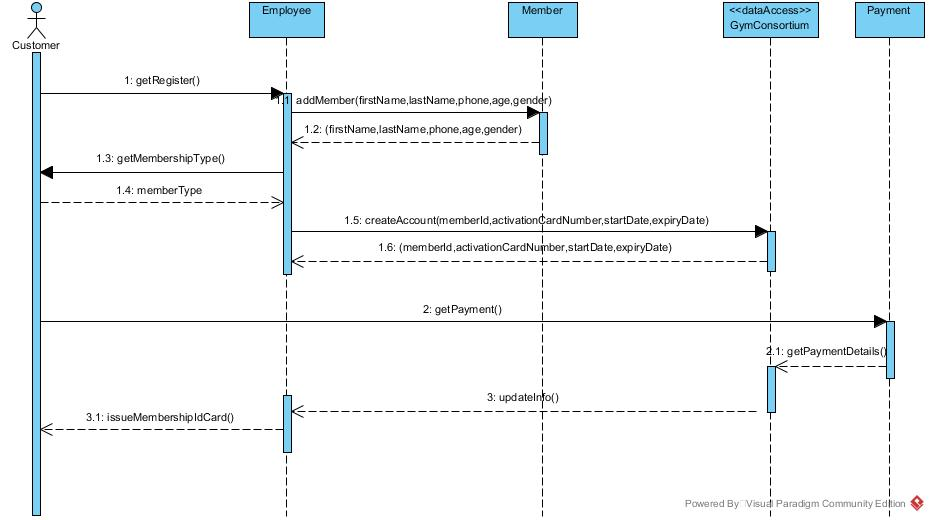 Customer
Employee
Member
<<dataAccess>>
GymConsortium
Payment
1: getRegister()
1.1: addMember(firstName,lastName,phone,age,gender)
1.2: (firstName,lastName,phone,age,gender)
1.3: getMembershipType()
1.4: memberType
1.5: createAccount(memberId,activationCardNumber,startDate,expiryDate)
1.6: (memberId,activationCardNumber,startDate,expiryDate)
2: getPayment()
2.1: getPaymentDetails()
3: updateInfo()
3.1: issueMembershipIdCard()
Powered By Visual Paradigm Community Edition